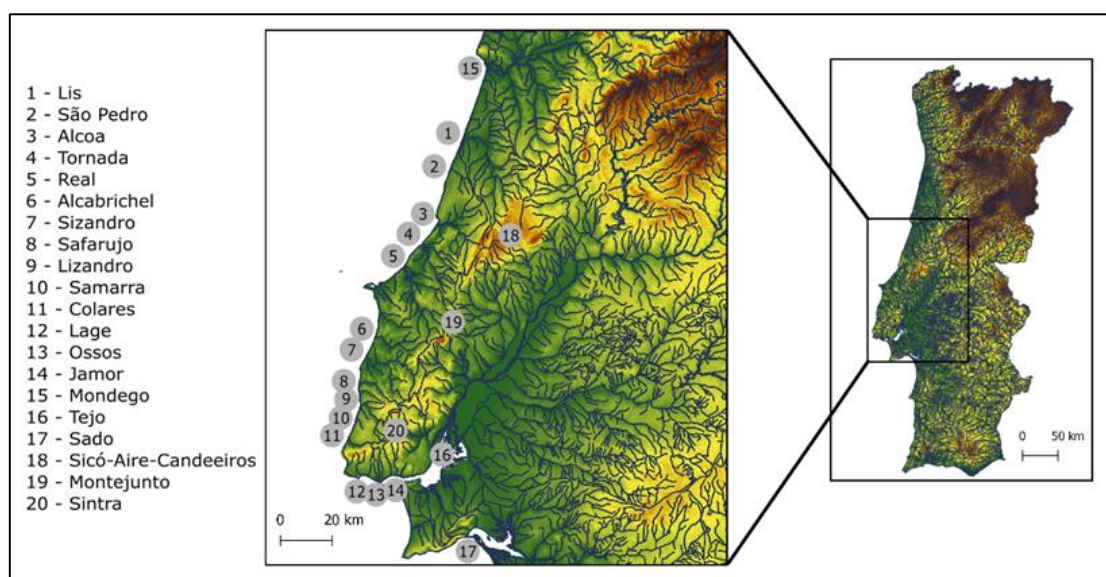 1 - Lis
2 - São Pedro
3 - Alcoa
4 - Tornada
5 - Real
6 - Alcabrichel
7 - Sizandro
8 - Safarujo
9 - Lizandro
10 - Samarra
11 - Colares
12 - Lage
13 - Ossos
14 - Jamor
15 - Mondego
16 - Tejo
17 - Sado
18 - Sicó-Aire-Candeeiros
19 - Montejunto
20 - Sintra
15
1
2
3
4
18
5
6
19
7
8
9
10
20
11
16
12 13 14
17
0 20 km
0 50 km